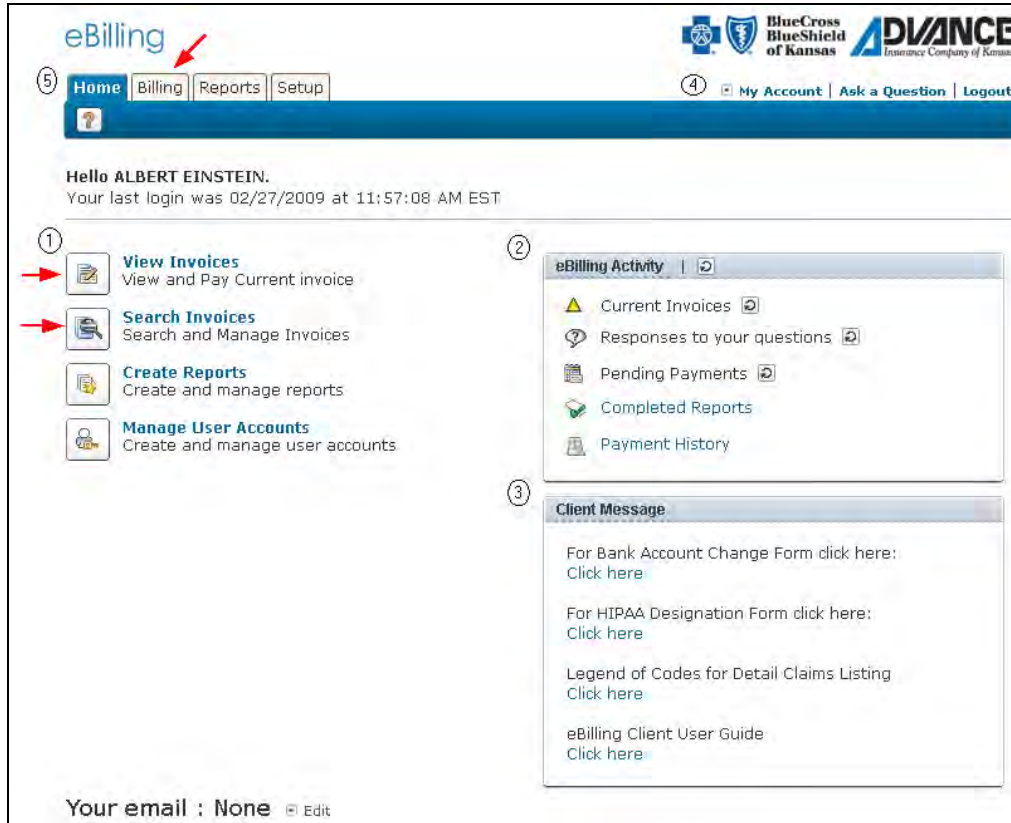 eBilling
BlueCross
BlueShield
of Kansas
ADVANCE
Insurance Company of Kansas
5 Home Billing Reports Setup
4 My Account | Ask a Question | Logout
?
Hello ALBERT EINSTEIN.
Your last login was 02/27/2009 at 11:57:08 AM EST
1
View Invoices
View and Pay Current invoice
Search Invoices
Search and Manage Invoices
Create Reports
Create and manage reports
Manage User Accounts
Create and manage user accounts
2
eBilling Activity |
Current Invoices
Responses to your questions
Pending Payments
Completed Reports
Payment History
3
Client Message
For Bank Account Change Form click here:
Click here
For HIPAA Designation Form click here:
Click here
Legend of Codes for Detail Claims Listing
Click here
eBilling Client User Guide
Click here
Your email : None Edit